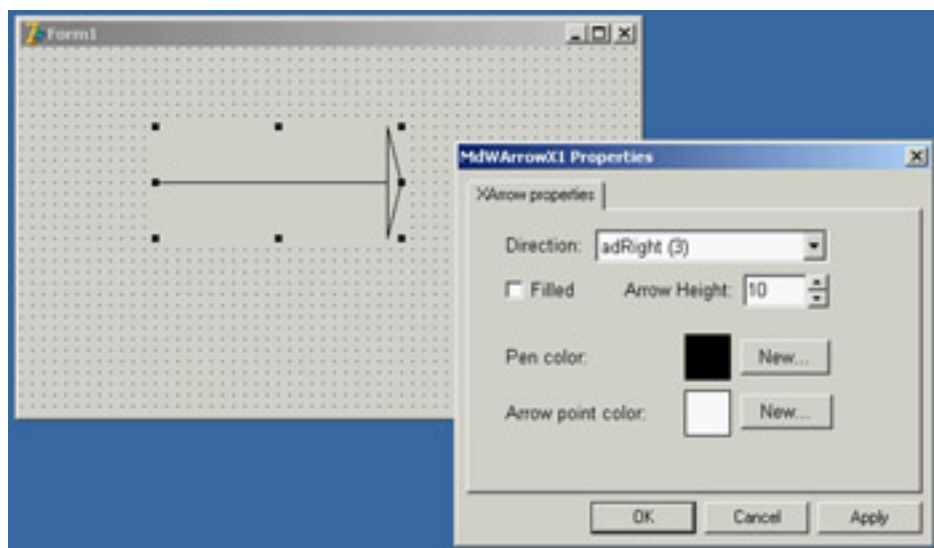 Form1
MdWArrowX1 Properties
XArrow properties
Direction: adRight (3)
Filled Arrow Height: 10
Pen color: New...
Arrow point color: New...
OK Cancel Apply